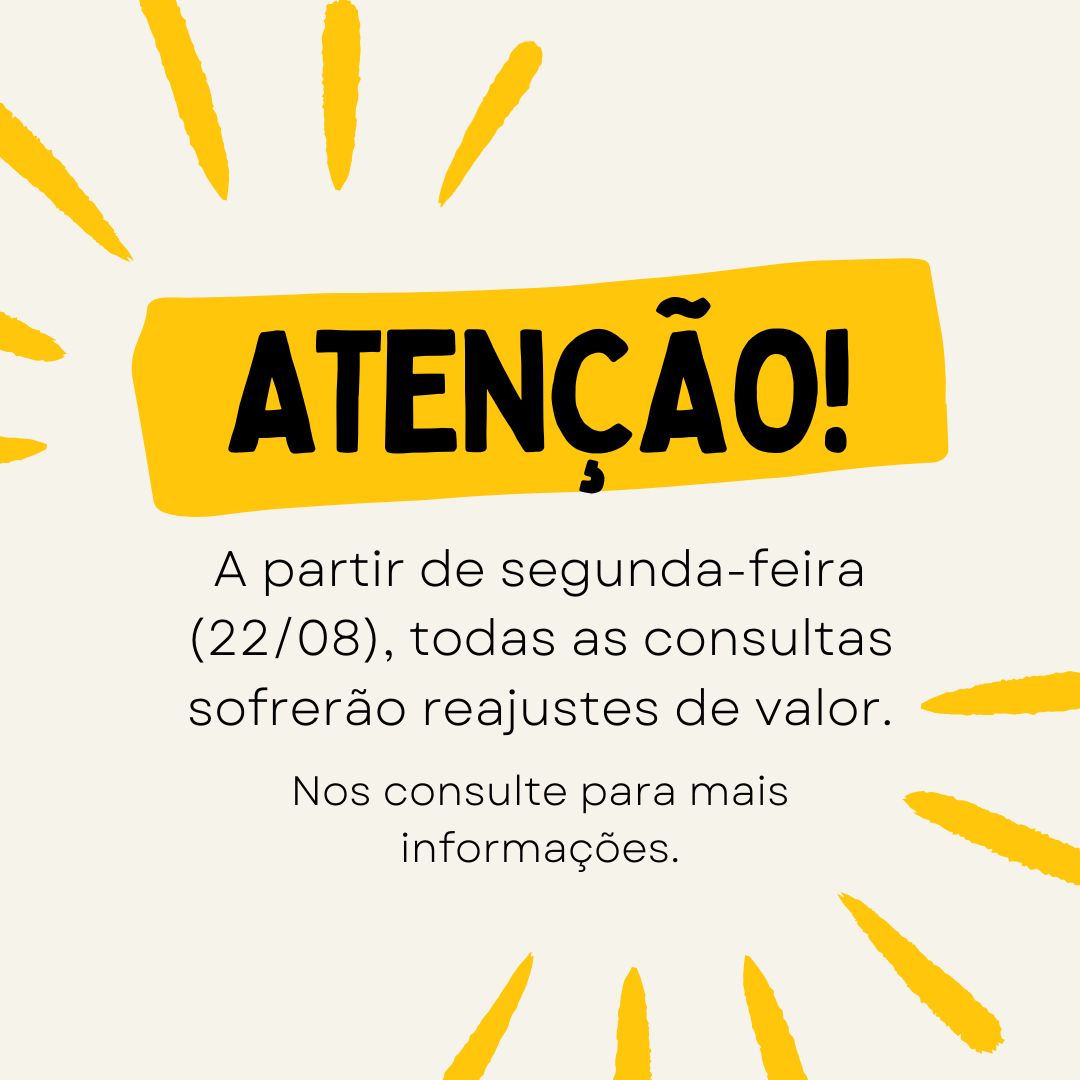 ATENÇÃO!
A partir de segunda-feira
(22/08), todas as consultas
sofrerão reajustes de valor.
Nos consulte para mais
informações.